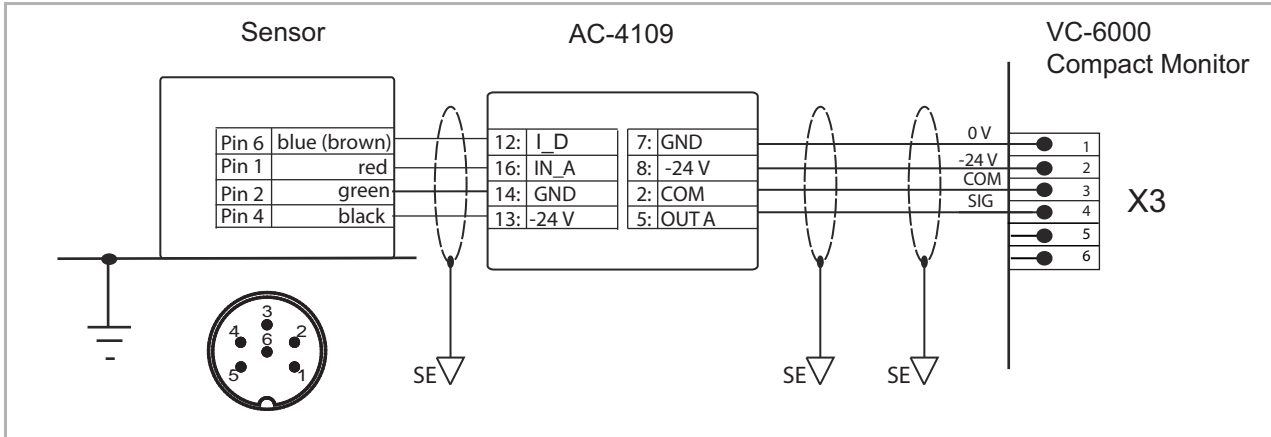 Sensor
AC-4109
VC-6000
Compact Monitor
Pin 6 blue (brown)
Pin 1 red
Pin 2 green
Pin 4 black
12: I_D
16: IN_A
14: GND
13: -24 V
7: GND
8: -24 V
2: COM
5: OUT A
0 V
-24 V
COM
SIG
1
2
3
4
5
6
X3
3
4 6 2
5 1
SE
SE
SE